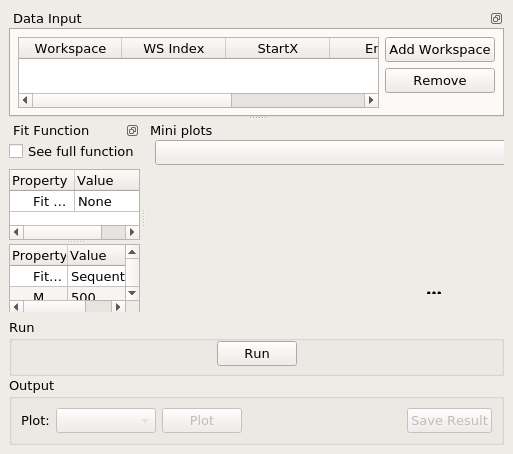 Data Input
Workspace WS Index StartX Er
Add Workspace
Remove
Fit Function
Mini plots
See full function
Property Value
Fit ... None
Property Value
Fit... Sequent
M 500
...
Run
Run
Output
Plot: Plot Save Result